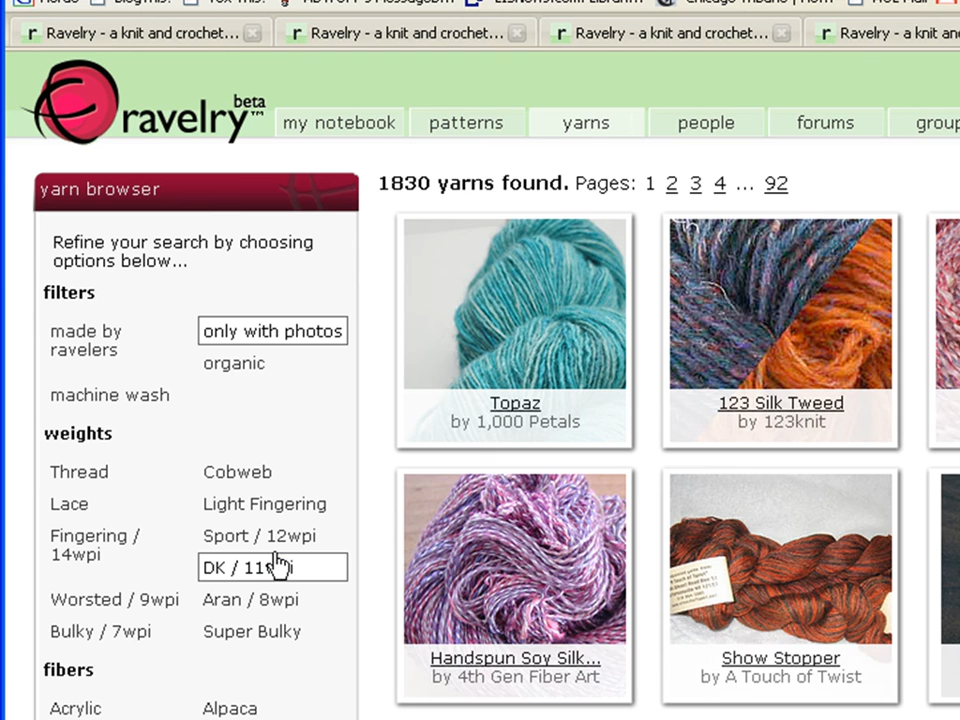 Ravelry - a knit and crochet... Ravelry - a knit and crochet... Ravelry - a knit and crochet... Ravelry - a knit an
ravelry beta ™
my notebook patterns yarns people forums group
yarn browser
Refine your search by choosing
options below...
filters
made by
ravelers
only with photos
organic
machine wash
weights
Thread Cobweb
Lace Light Fingering
Fingering /
14wpi
Sport / 12wpi
DK / 11
Worsted / 9wpi Aran / 8wpi
Bulky / 7wpi Super Bulky
fibers
Acrylic Alpaca
1830 yarns found. Pages: 1 2 3 4 ... 92
Topaz
by 1,000 Petals
123 Silk Tweed
by 123knit
Handspun Soy Silk...
by 4th Gen Fiber Art
Show Stopper
by A Touch of Twist